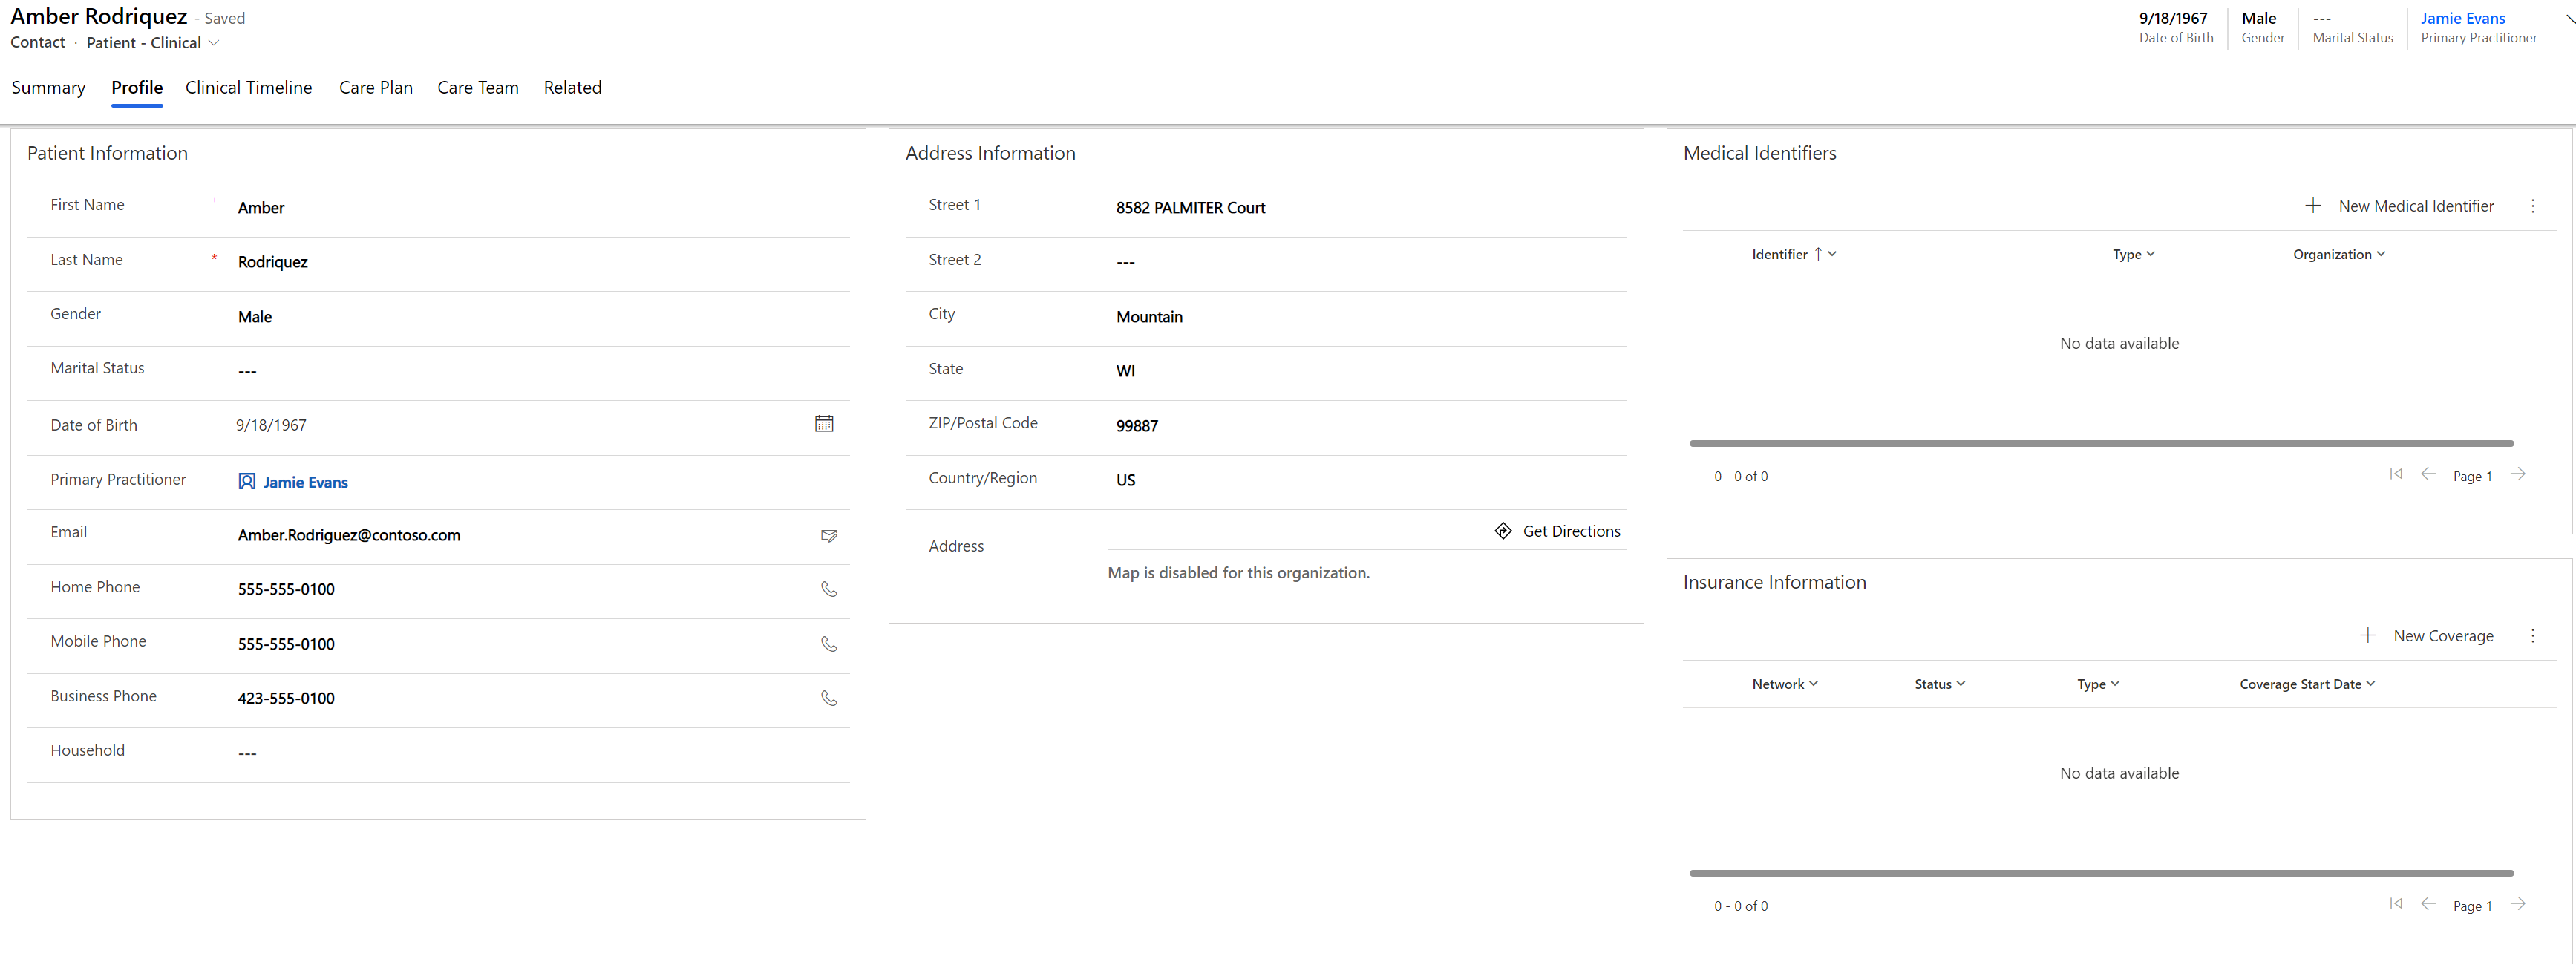 Amber Rodriquez - Saved
Contact · Patient - Clinical
9/18/1967
Date of Birth
Male
Gender
---
Marital Status
Jamie Evans
Primary Practitioner
Summary Profile Clinical Timeline Care Plan Care Team Related
Patient Information
First Name * Amber
Last Name * Rodriquez
Gender Male
Marital Status ---
Date of Birth 9/18/1967
Primary Practitioner Jamie Evans
Email Amber.Rodriguez@contoso.com
Home Phone 555-555-0100
Mobile Phone 555-555-0100
Business Phone 423-555-0100
Household ---
Address Information
Street 1 8582 PALMITER Court
Street 2 ---
City Mountain
State WI
ZIP/Postal Code 99887
Country/Region US
Address Get Directions
Map is disabled for this organization.
Medical Identifiers
New Medical Identifier
Identifier ↑ Type Organization
No data available
0 - 0 of 0 Page 1
Insurance Information
New Coverage
Network Status Type Coverage Start Date
No data available
0 - 0 of 0 Page 1